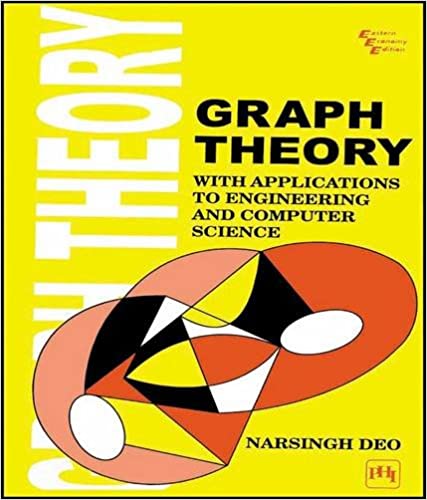 Eastern
Economy
Edition
GRAPH THEORY
GRAPH
THEORY
WITH APPLICATIONS
TO ENGINEERING
AND COMPUTER
SCIENCE
NARSINGH DEO
PHI